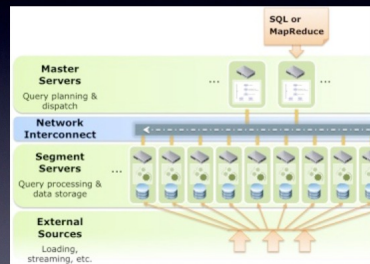 SQL or
MapReduce
Master
Servers
Query planning &
dispatch
...
...
Network
Interconnect
Segment
Servers
Query processing &
data storage
...
External
Sources
Loading,
streaming, etc.